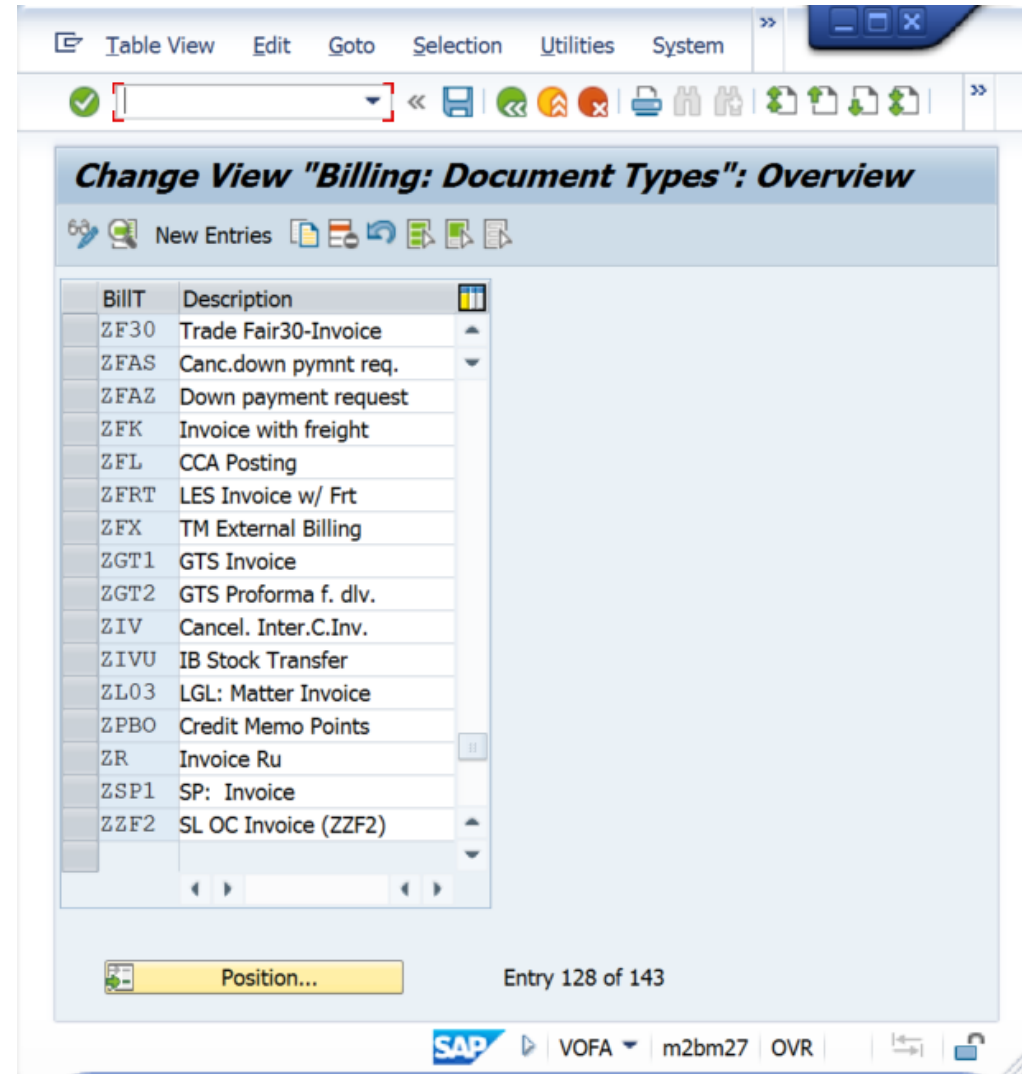 Table View Edit Goto Selection Utilities System »
«
»
Change View "Billing: Document Types": Overview
New Entries
BillT Description
ZF30 Trade Fair30-Invoice
ZFAS Canc.down pymnt req.
ZFAZ Down payment request
ZFK Invoice with freight
ZFL CCA Posting
ZFRT LES Invoice w/ Frt
ZFX TM External Billing
ZGT1 GTS Invoice
ZGT2 GTS Proforma f. dlv.
ZIV Cancel. Inter.C.Inv.
ZIVU IB Stock Transfer
ZL03 LGL: Matter Invoice
ZPBO Credit Memo Points
ZR Invoice Ru
ZSP1 SP: Invoice
ZZF2 SL OC Invoice (ZZF2)
Position... Entry 128 of 143
SAP VOFA m2bm27 OVR